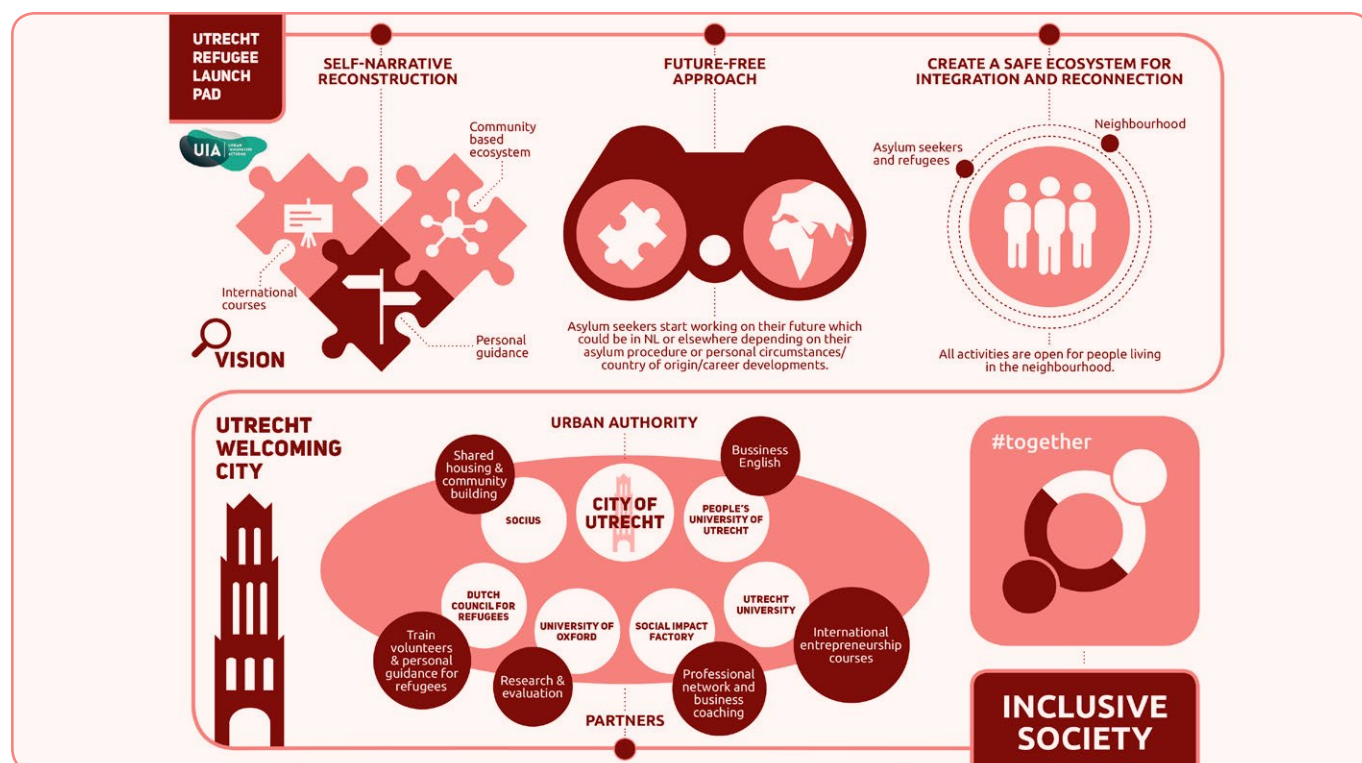 UTRECHT
REFUGEE
LAUNCH
PAD
UIA
SELF-NARRATIVE
RECONSTRUCTION
Community
based
ecosystem
International
courses
Personal
guidance
VISION
FUTURE-FREE
APPROACH
Asylum seekers start working on their future which
could be in NL or elsewhere depending on their
asylum procedure or personal circumstances/
country of origin/career developments.
CREATE A SAFE ECOSYSTEM FOR
INTEGRATION AND RECONNECTION
Neighbourhood
Asylum seekers
and refugees
All activities are open for people living
in the neighbourhood.
UTRECHT
WELCOMING
CITY
URBAN AUTHORITY
Shared
housing &
community
building
Bussiness
English
SOCIUS
CITY OF
UTRECHT
PEOPLE'S
UNIVERSITY OF
UTRECHT
DUTCH
COUNCIL FOR
REFUGEES
UNIVERSITY OF
OXFORD
SOCIAL IMPACT
FACTORY
UTRECHT
UNIVERSITY
Train
volunteers
& personal
guidance for
refugees
Research &
evaluation
Professional
network and
business
coaching
International
entrepreneurship
courses
PARTNERS
#together
INCLUSIVE
SOCIETY